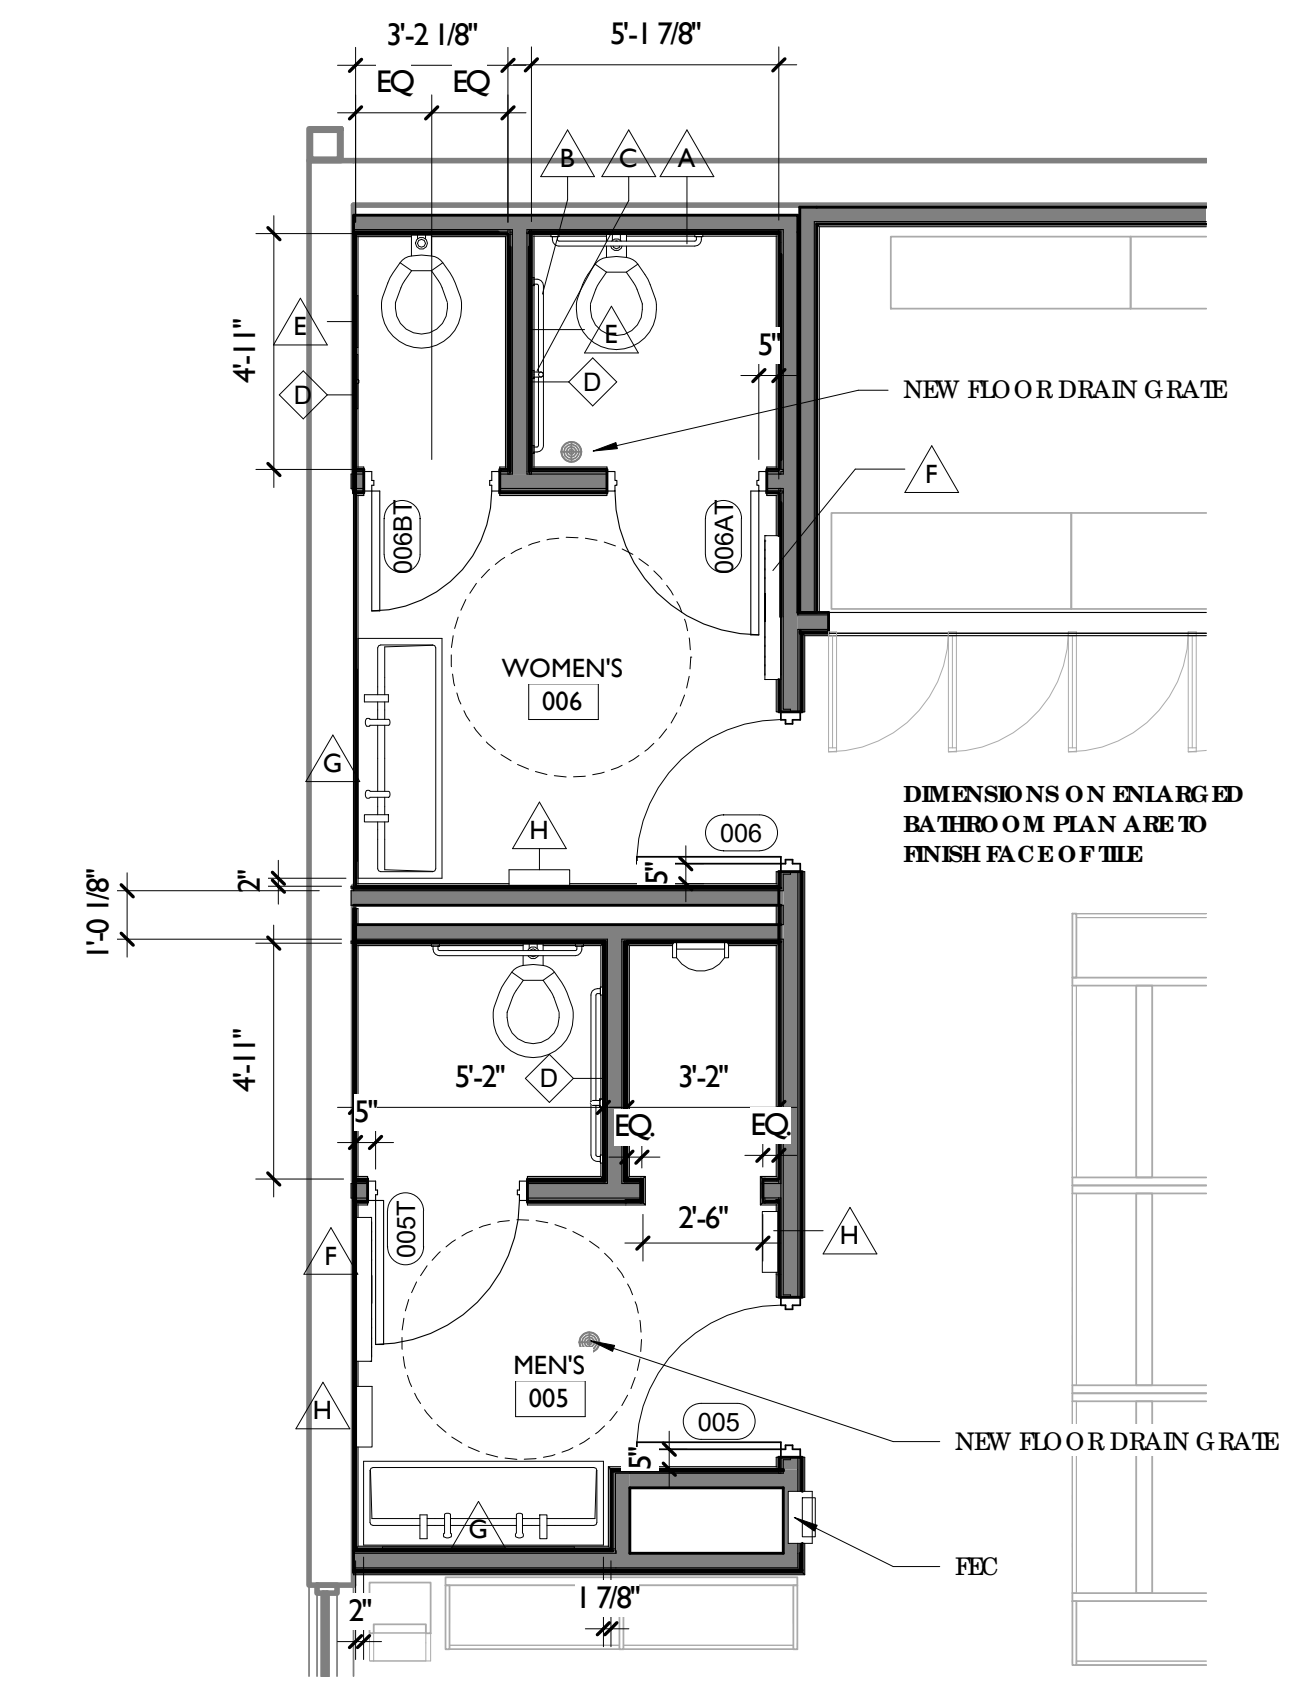 3'-2 1/8"
5'-1 7/8"
EQ EQ
B C A
4'-11"
E
D
E
D
5"
NEW FLOOR DRAIN GRATE
F
006BT
006AT
WOMEN'S
006
G
H
006
DIMENSIONS ON ENLARGED
BATHROOM PLAN ARE TO
FINISH FACE OF TILE
2"
5"
1'-0 1/8"
4'-11"
5'-2"
D
3'-2"
5"
EQ.
EQ.
005T
2'-6"
H
F
MEN'S
005
H
005
NEW FLOOR DRAIN GRATE
5"
G
FEC
2"
1 7/8"